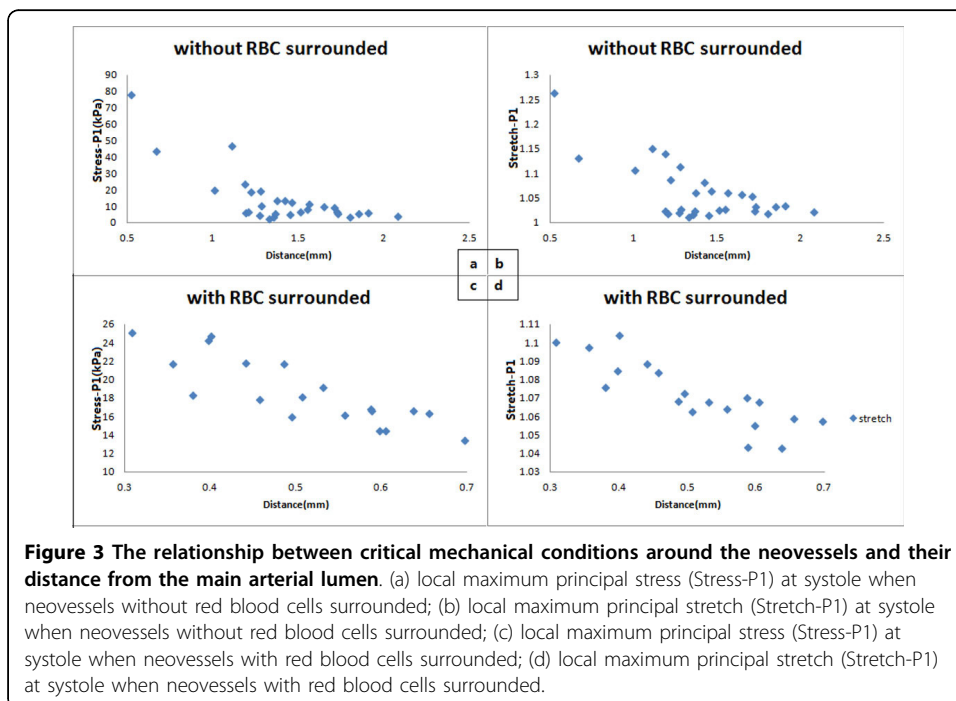 without RBC surrounded
90
80
70
60
50
40
30
20
10
0
Stress-P1(kPa)
0.5 1 1.5 2 2.5
Distance(mm)
without RBC surrounded
1.3
1.25
1.2
1.15
1.1
1.05
1
Stretch-P1
0.5 1 1.5 2 2.5
Distance(mm)
a b
c d
with RBC surrounded
26
24
22
20
18
16
14
12
10
Stress-P1(kPa)
0.3 0.4 0.5 0.6 0.7
Distance(mm)
with RBC surrounded
1.11
1.1
1.09
1.08
1.07
1.06
1.05
1.04
1.03
Stretch-P1
0.3 0.4 0.5 0.6 0.7
Distance(mm)
stretch
Figure 3 The relationship between critical mechanical conditions around the neovessels and their
distance from the main arterial lumen. (a) local maximum principal stress (Stress-P1) at systole when
neovessels without red blood cells surrounded; (b) local maximum principal stretch (Stretch-P1) at systole
when neovessels without red blood cells surrounded; (c) local maximum principal stress (Stress-P1) at
systole when neovessels with red blood cells surrounded; (d) local maximum principal stretch (Stretch-P1)
at systole when neovessels with red blood cells surrounded.